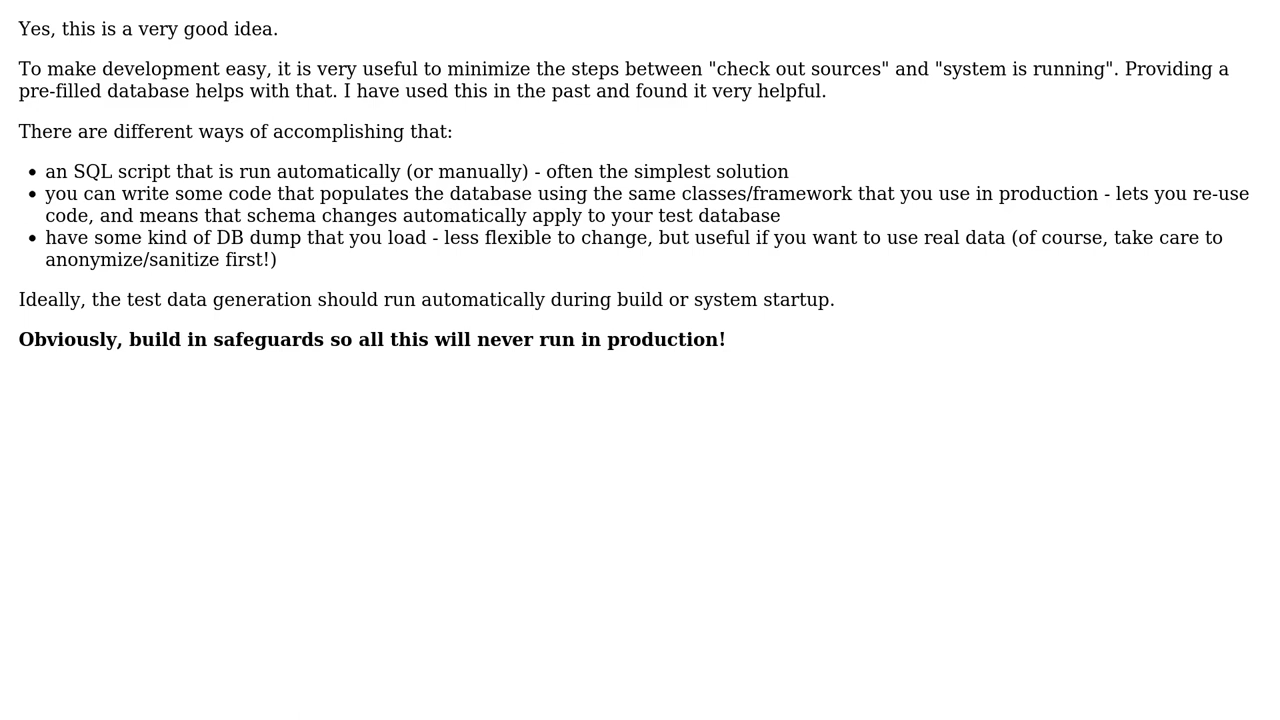 Yes, this is a very good idea.
To make development easy, it is very useful to minimize the steps between "check out sources" and "system is running". Providing a
pre-filled database helps with that. I have used this in the past and found it very helpful.
There are different ways of accomplishing that:
• an SQL script that is run automatically (or manually) - often the simplest solution
• you can write some code that populates the database using the same classes/framework that you use in production - lets you re-use
code, and means that schema changes automatically apply to your test database
• have some kind of DB dump that you load - less flexible to change, but useful if you want to use real data (of course, take care to
anonymize/sanitize first!)
Ideally, the test data generation should run automatically during build or system startup.
Obviously, build in safeguards so all this will never run in production!